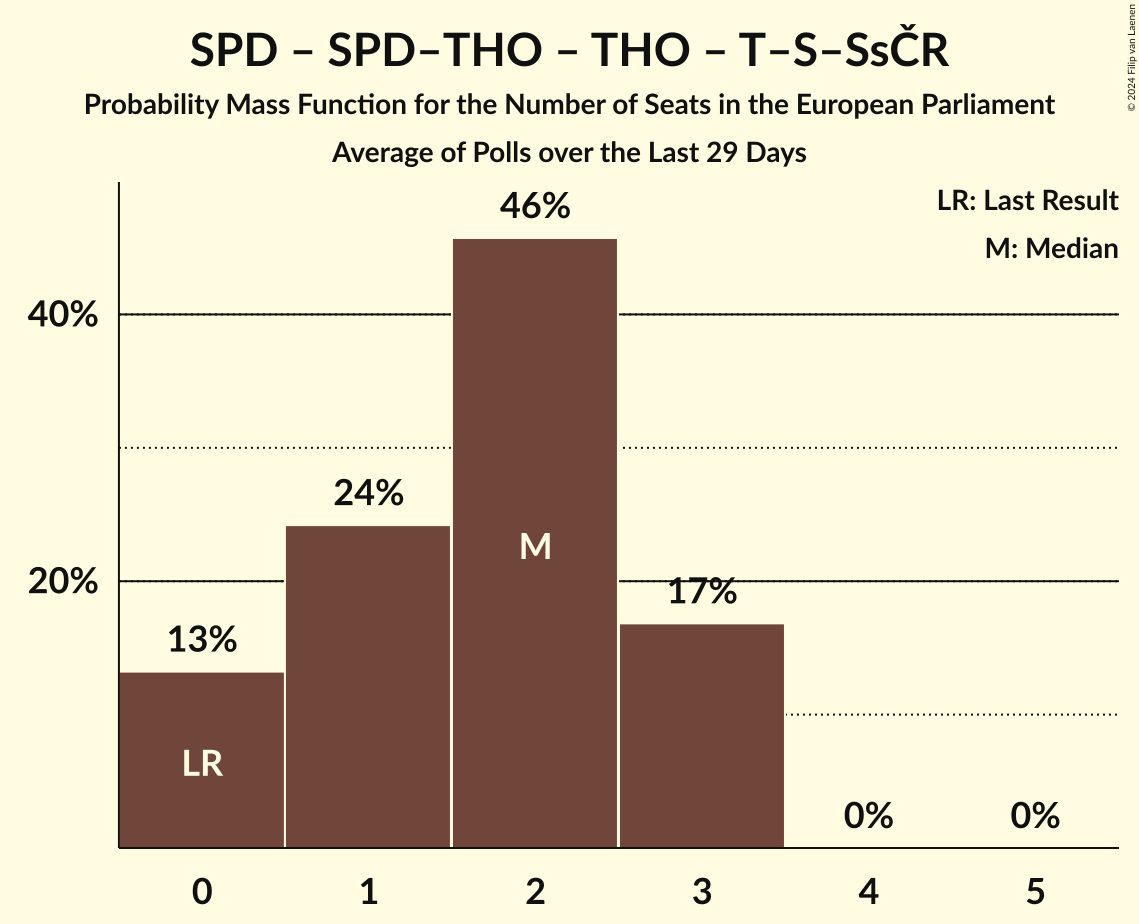 SPD – SPD–THO – THO – T–S–SsČR
Probability Mass Function for the Number of Seats in the European Parliament
Average of Polls over the Last 29 Days
© 2024 Filip van Laenen
LR: Last Result
M: Median
46%
40%
24%
M
20%
17%
13%
LR
0%
0%
0
1
2
3
4
5